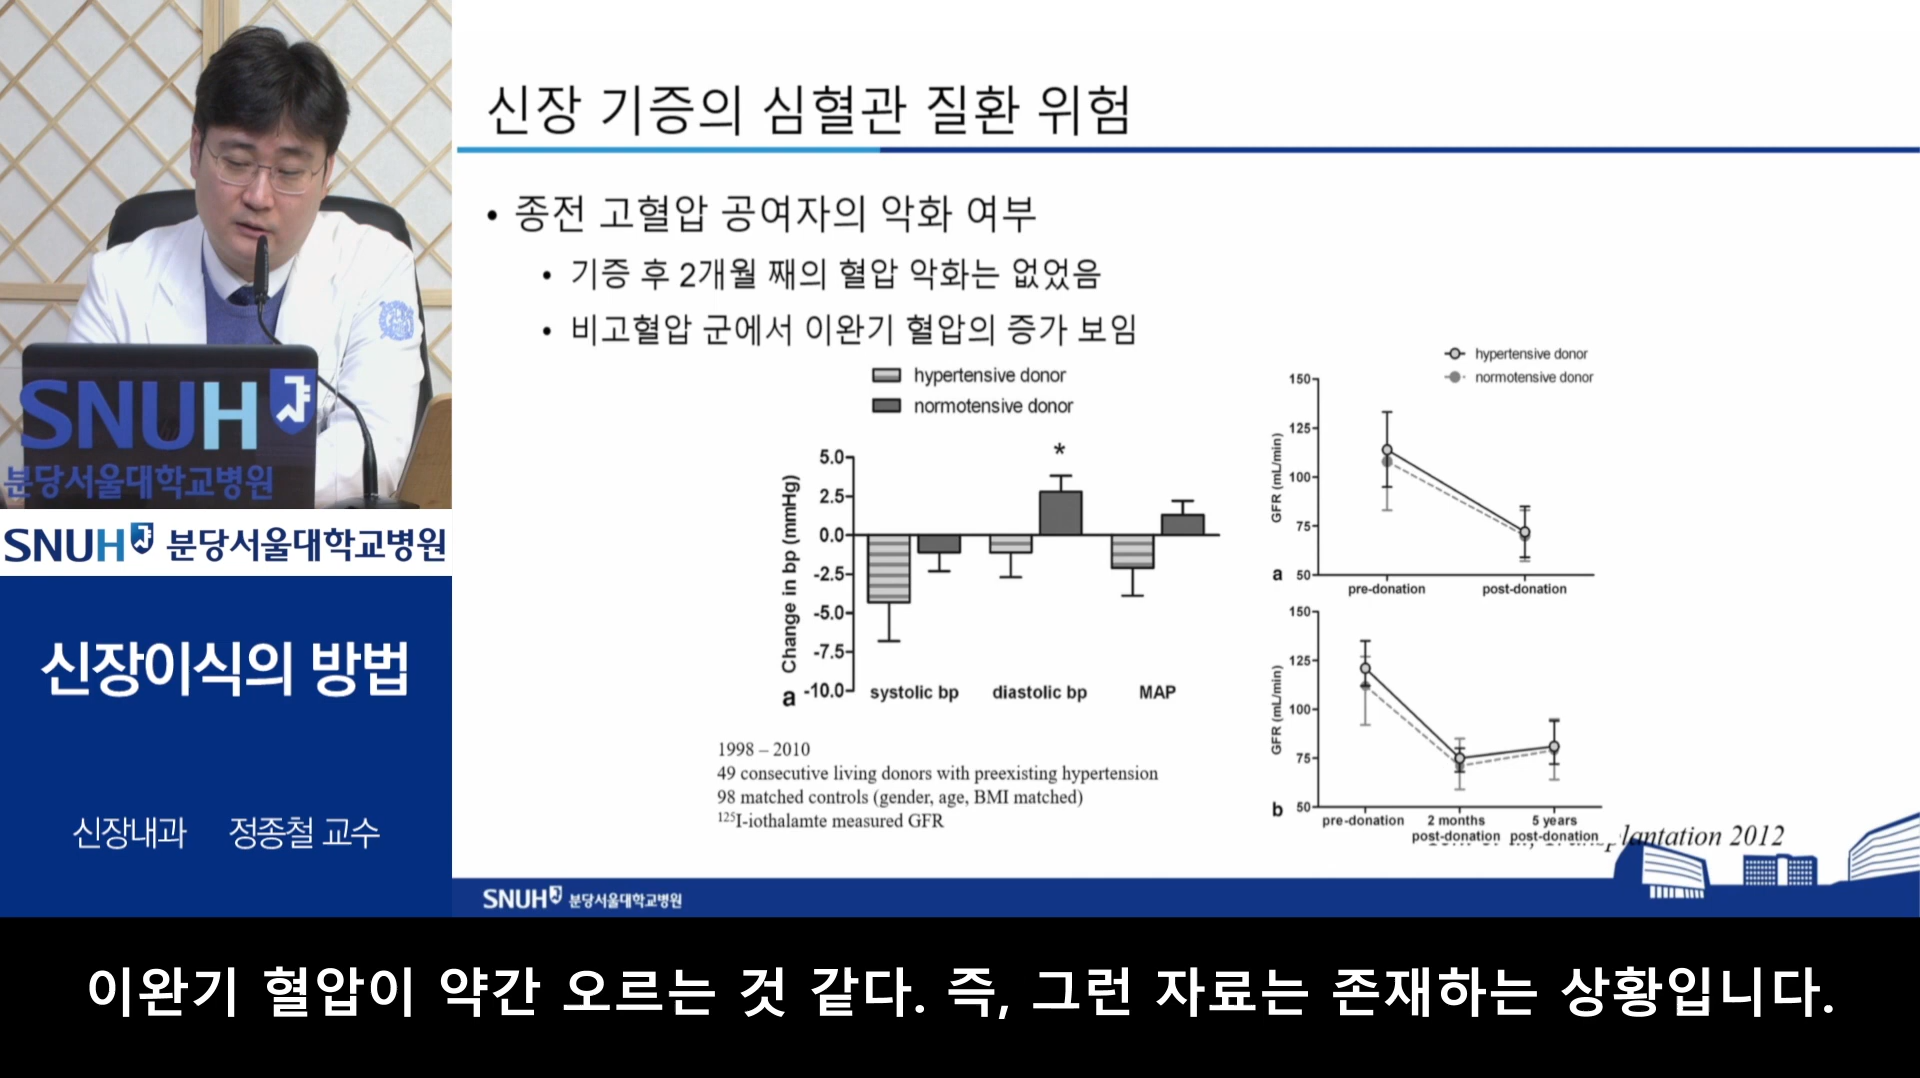 신장 기증의 심혈관 질환 위험
• 종전 고혈압 공여자의 악화 여부
• 기증 후 2개월 째의 혈압 악화는 없었음
• 비고혈압 군에서 이완기 혈압의 증가 보임
hypertensive donor
normotensive donor
*
Change in bp (mmHg)
5.0
2.5
0.0
-2.5
-5.0
-7.5
-10.0
a
systolic bp diastolic bp MAP
1998 – 2010
49 consecutive living donors with preexisting hypertension
98 matched controls (gender, age, BMI matched)
125I-iothalamte measured GFR
hypertensive donor
normotensive donor
GFR (mL/min)
150
125
100
75
50
a
pre-donation post-donation
GFR (mL/min)
150
125
100
75
50
b
pre-donation 2 months post-donation 5 years post-donation
2012
SNUH 분당서울대학교병원
SNUH
분당서울대학교병원
SNUH 분당서울대학교병원
신장이식의 방법
신장내과 정종철 교수
이완기 혈압이 약간 오르는 것 같다. 즉, 그런 자료는 존재하는 상황입니다.